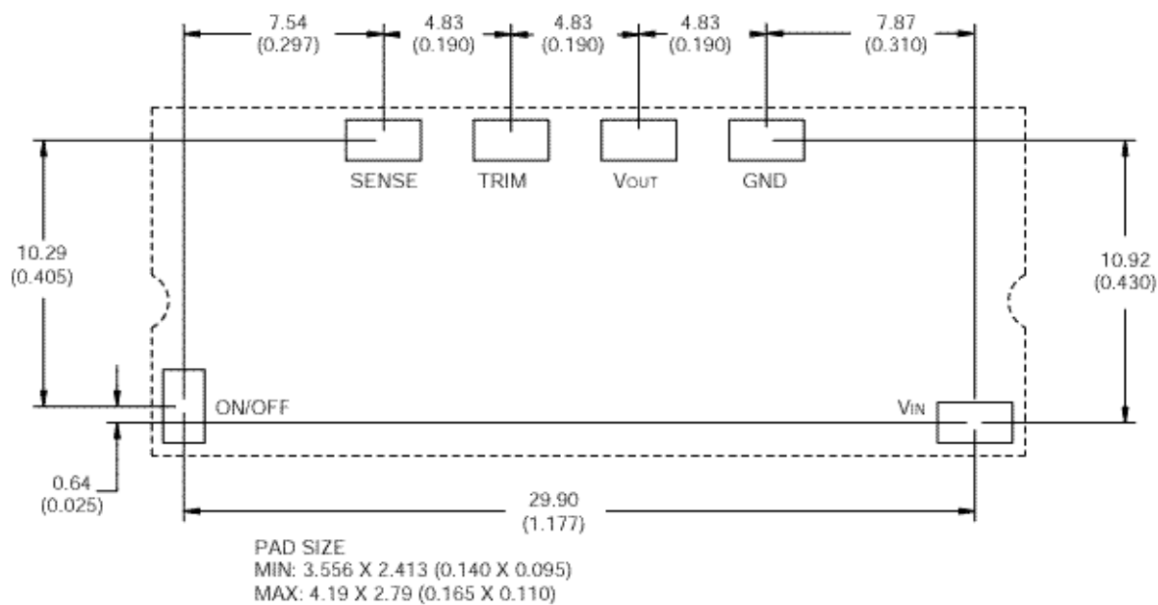 7.54 4.83 4.83 4.83 7.87
(0.297) (0.190) (0.190) (0.190) (0.310)
SENSE TRIM VOUT GND
10.29
(0.405)
10.92
(0.430)
ON/OFF VIN
0.64
(0.025)
29.90
(1.177)
PAD SIZE
MIN: 3.556 X 2.413 (0.140 X 0.095)
MAX: 4.19 X 2.79 (0.165 X 0.110)